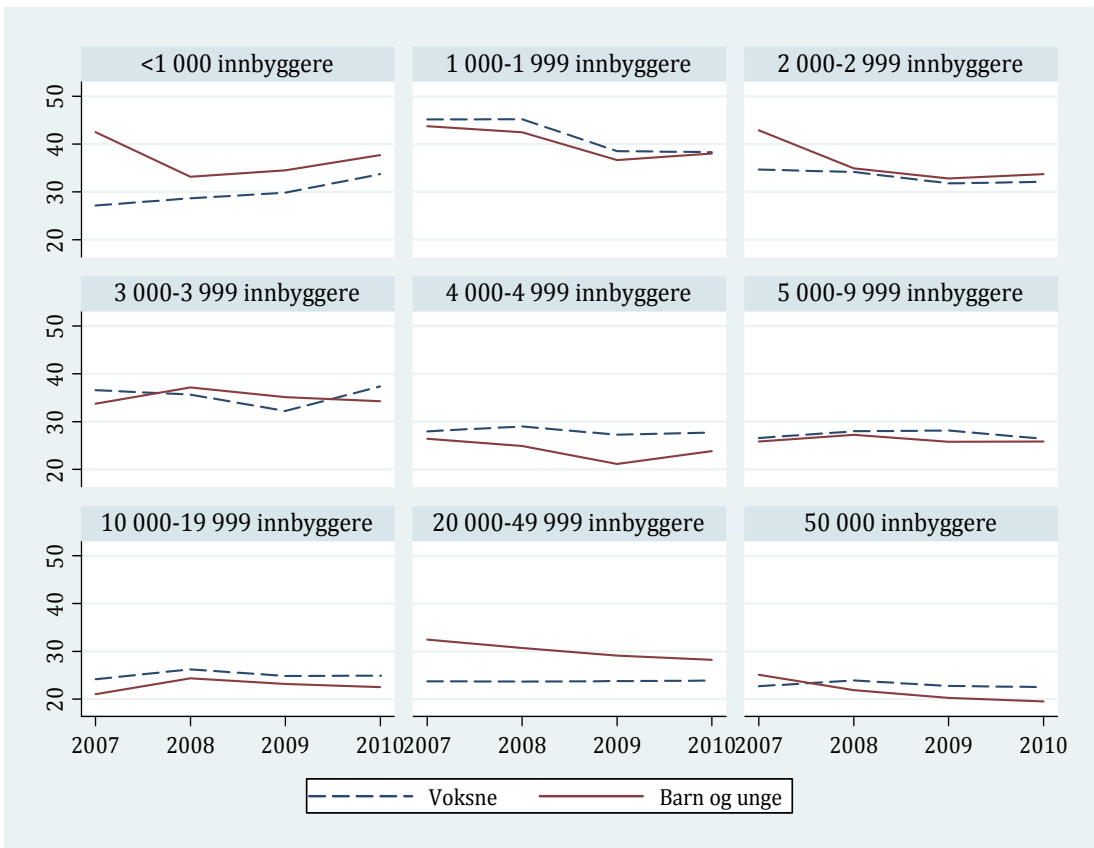 <1 000 innbyggere
1 000-1 999 innbyggere
2 000-2 999 innbyggere
50
40
30
20
3 000-3 999 innbyggere
4 000-4 999 innbyggere
5 000-9 999 innbyggere
50
40
30
20
10 000-19 999 innbyggere
20 000-49 999 innbyggere
50 000 innbyggere
50
40
30
20
2007 2008 2009 2010
2007 2008 2009 2010
2007 2008 2009 2010
Voksne
Barn og unge